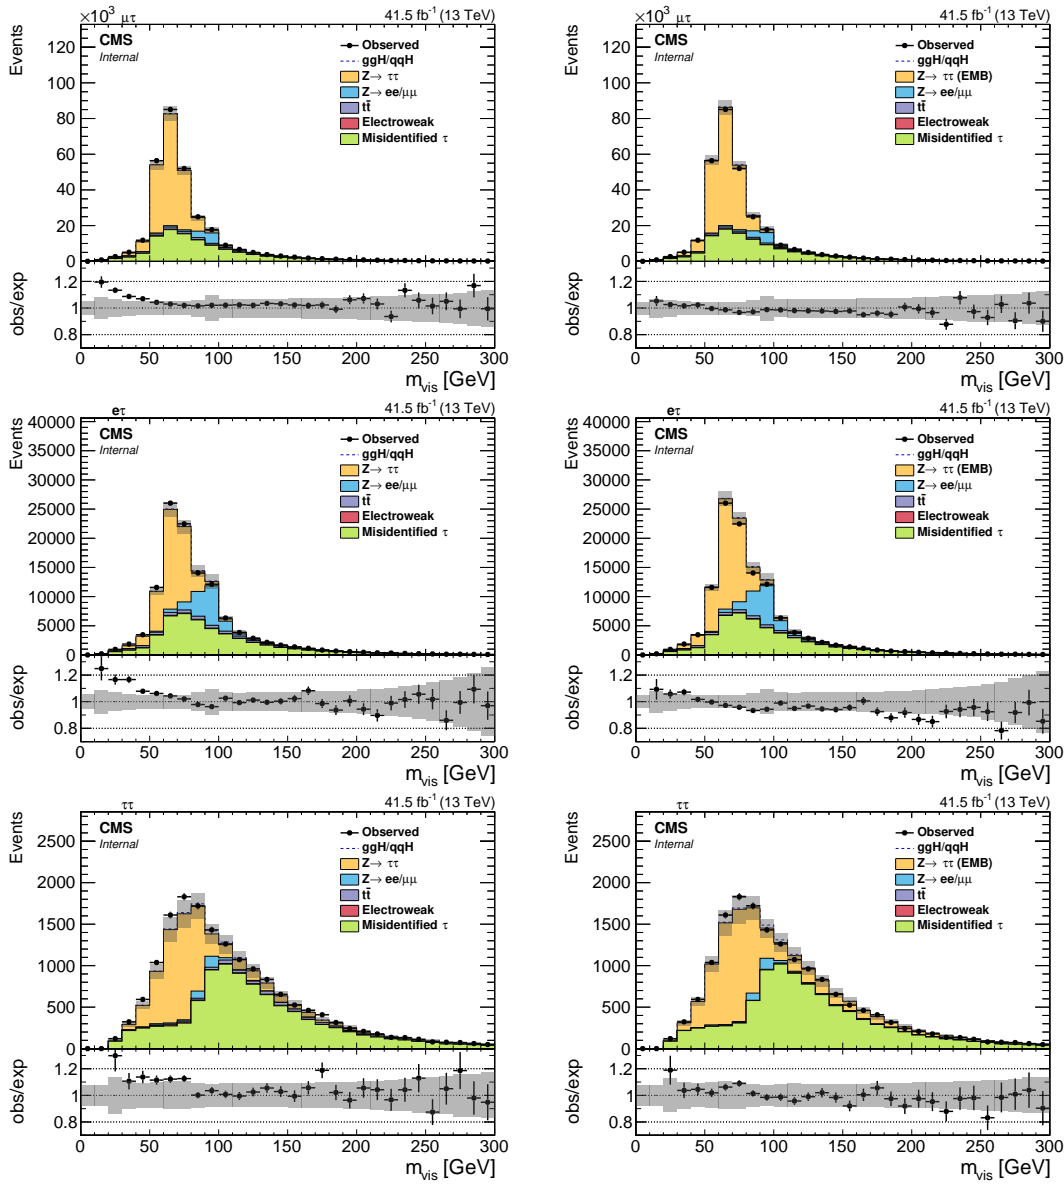 ×10³ μτ
41.5 fb⁻¹ (13 TeV)
Events
120
100
80
60
40
20
0
CMS
Internal
Observed
ggH/qqH
Z→ ττ
Z→ ee/μμ
tt̄
Electroweak
Misidentified τ
obs/exp
1.2
1
0.8
0 50 100 150 200 250 300
m_vis [GeV]
×10³ μτ
41.5 fb⁻¹ (13 TeV)
Events
120
100
80
60
40
20
0
CMS
Internal
Observed
ggH/qqH
Z→ ττ (EMB)
Z→ ee/μμ
tt̄
Electroweak
Misidentified τ
obs/exp
1.2
1
0.8
0 50 100 150 200 250 300
m_vis [GeV]
eτ
41.5 fb⁻¹ (13 TeV)
Events
40000
35000
30000
25000
20000
15000
10000
5000
0
CMS
Internal
Observed
ggH/qqH
Z→ ττ
Z→ ee/μμ
tt̄
Electroweak
Misidentified τ
obs/exp
1.2
1
0.8
0 50 100 150 200 250 300
m_vis [GeV]
eτ
41.5 fb⁻¹ (13 TeV)
Events
40000
35000
30000
25000
20000
15000
10000
5000
0
CMS
Internal
Observed
ggH/qqH
Z→ ττ (EMB)
Z→ ee/μμ
tt̄
Electroweak
Misidentified τ
obs/exp
1.2
1
0.8
0 50 100 150 200 250 300
m_vis [GeV]
ττ
41.5 fb⁻¹ (13 TeV)
Events
2500
2000
1500
1000
500
0
CMS
Internal
Observed
ggH/qqH
Z→ ττ
Z→ ee/μμ
tt̄
Electroweak
Misidentified τ
obs/exp
1.2
1
0.8
0 50 100 150 200 250 300
m_vis [GeV]
ττ
41.5 fb⁻¹ (13 TeV)
Events
2500
2000
1500
1000
500
0
CMS
Internal
Observed
ggH/qqH
Z→ ττ (EMB)
Z→ ee/μμ
tt̄
Electroweak
Misidentified τ
obs/exp
1.2
1
0.8
0 50 100 150 200 250 300
m_vis [GeV]